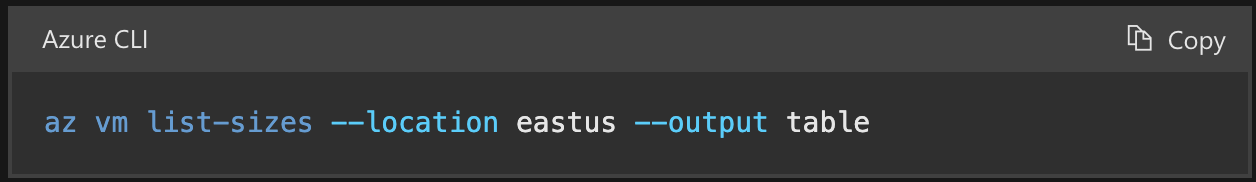 Azure CLI
Copy
az vm list-sizes --location eastus --output table